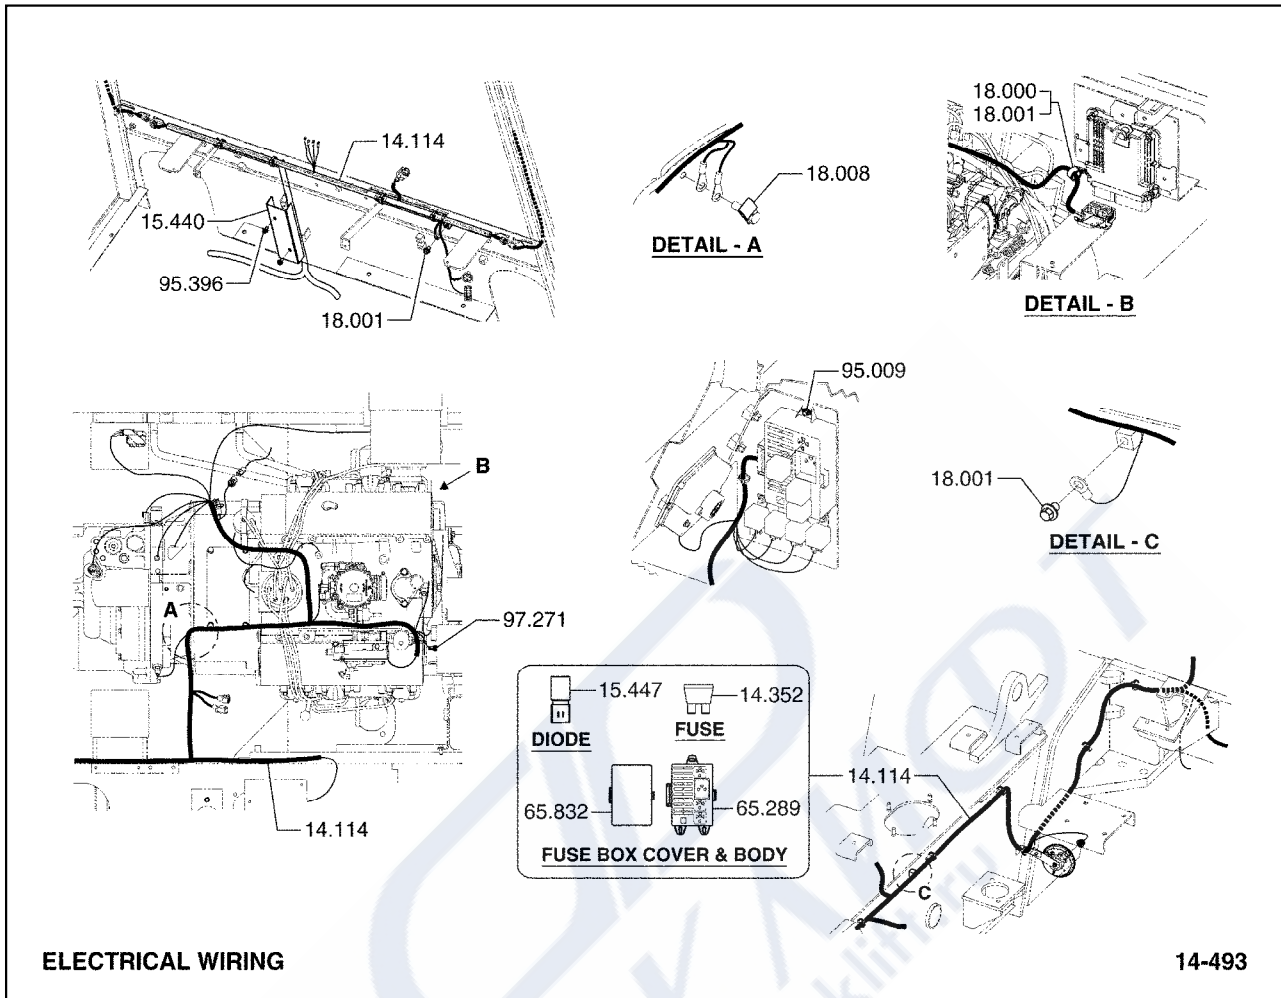 14.114
15.440
95.396
18.001
18.008
DETAIL - A
18.000
18.001
DETAIL - B
95.009
18.001
DETAIL - C
B
A
97.271
14.114
15.447
DIODE
14.352
FUSE
65.832
65.289
FUSE BOX COVER & BODY
14.114
C
ELECTRICAL WIRING
14-493